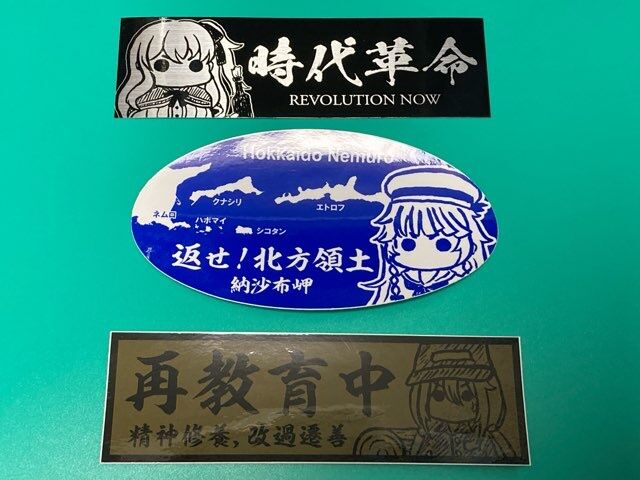 時代革命
REVOLUTION NOW
Hokkaido Nemuro
クナシリ
エトロフ
ネムロ
ハボマイ
シコタン
返せ!北方領土
納沙布岬
再教育中
精神修養,改過遷善